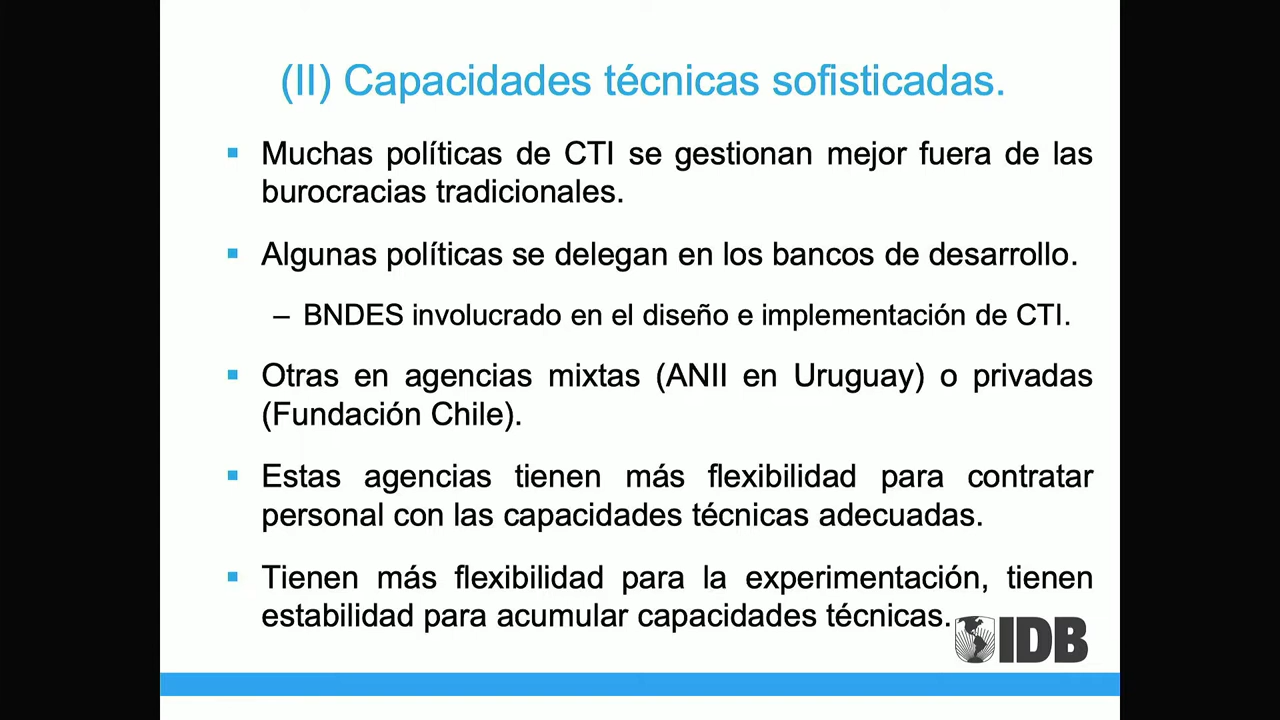 (II) Capacidades técnicas sofisticadas.
▪ Muchas políticas de CTI se gestionan mejor fuera de las
burocracias tradicionales.
▪ Algunas políticas se delegan en los bancos de desarrollo.
– BNDES involucrado en el diseño e implementación de CTI.
▪ Otras en agencias mixtas (ANII en Uruguay) o privadas
(Fundación Chile).
▪ Estas agencias tienen más flexibilidad para contratar
personal con las capacidades técnicas adecuadas.
▪ Tienen más flexibilidad para la experimentación, tienen
estabilidad para acumular capacidades técnicas.
IDB